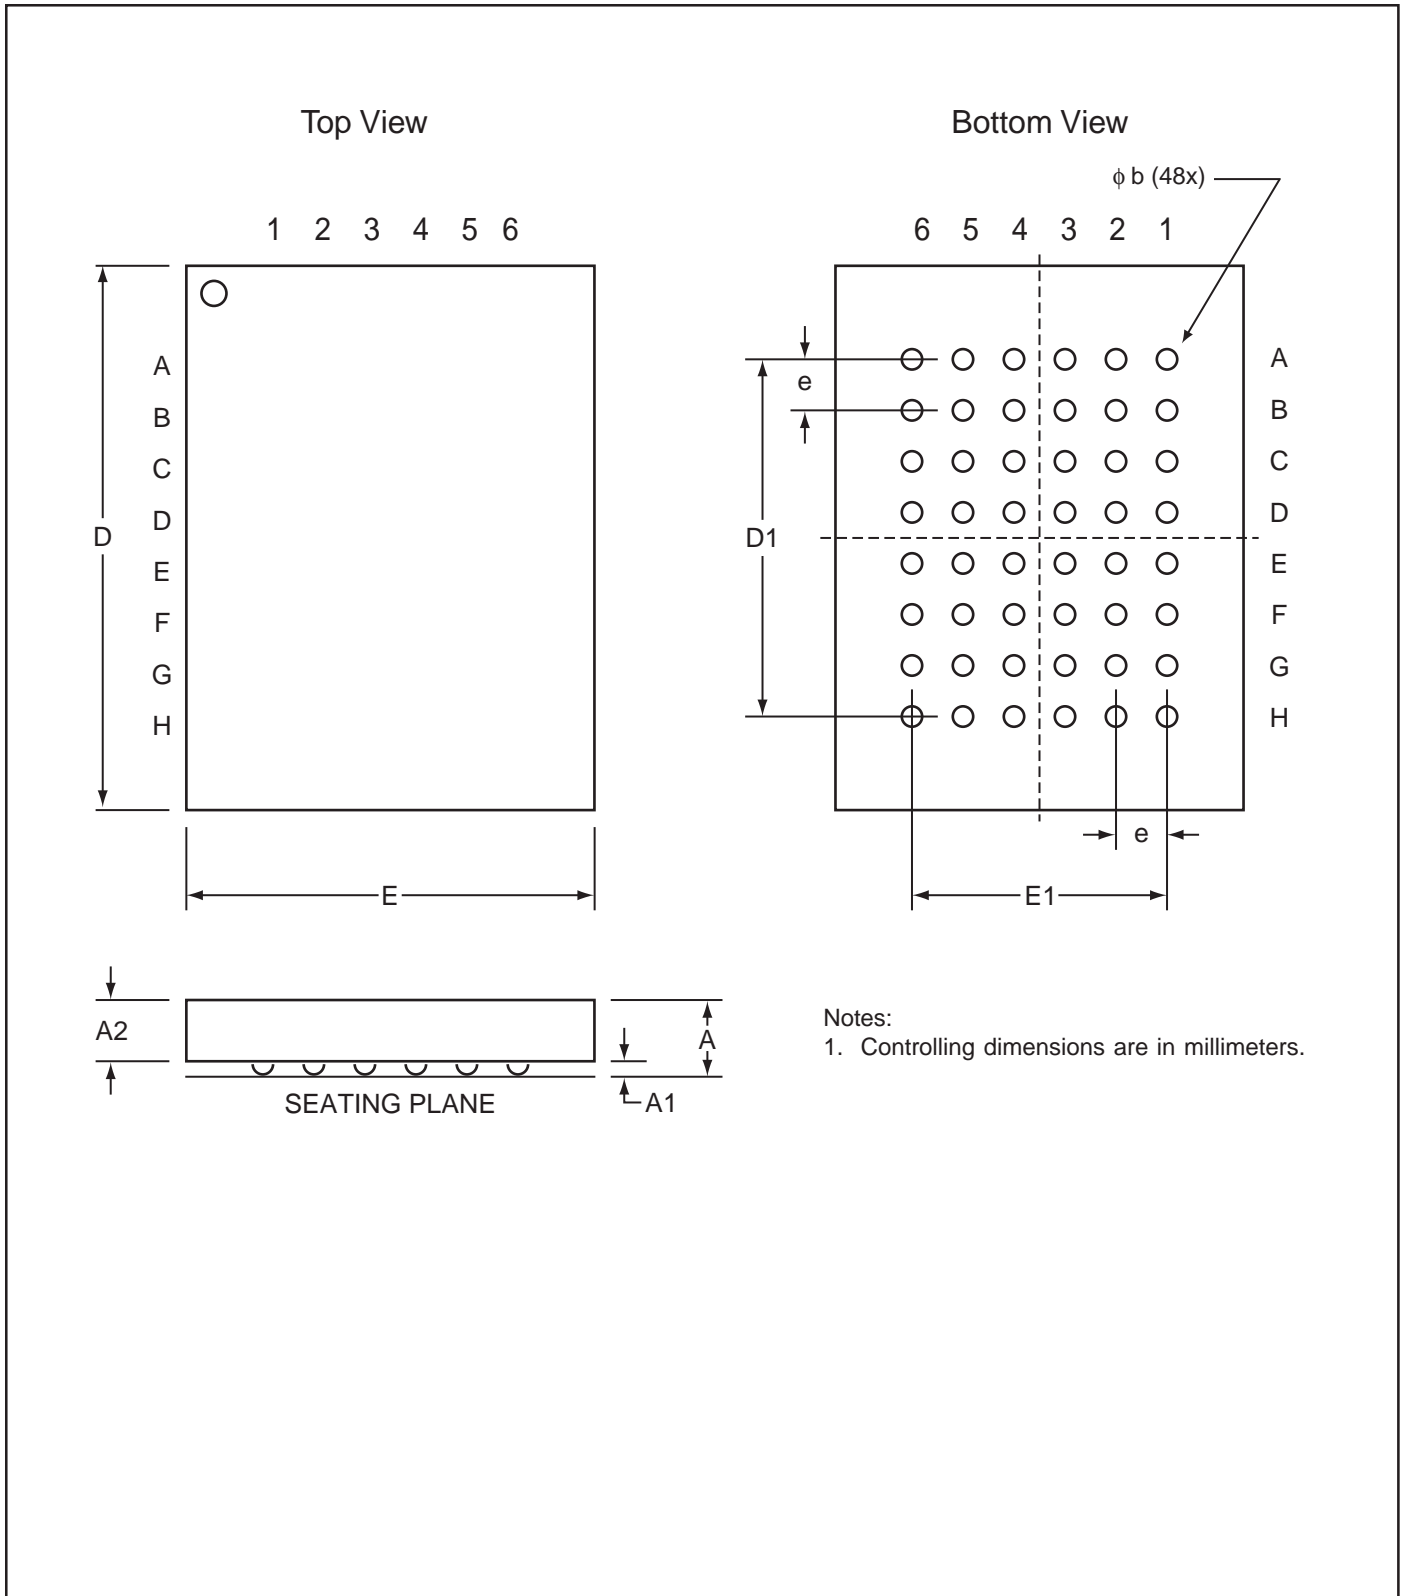 Top View
Bottom View
ϕ b (48x)
1 2 3 4 5 6
6 5 4 3 2 1
A
B
C
D
E
F
G
H
D
E
e
D1
A
B
C
D
E
F
G
H
e
E1
A2
A
A1
SEATING PLANE
Notes:
1. Controlling dimensions are in millimeters.